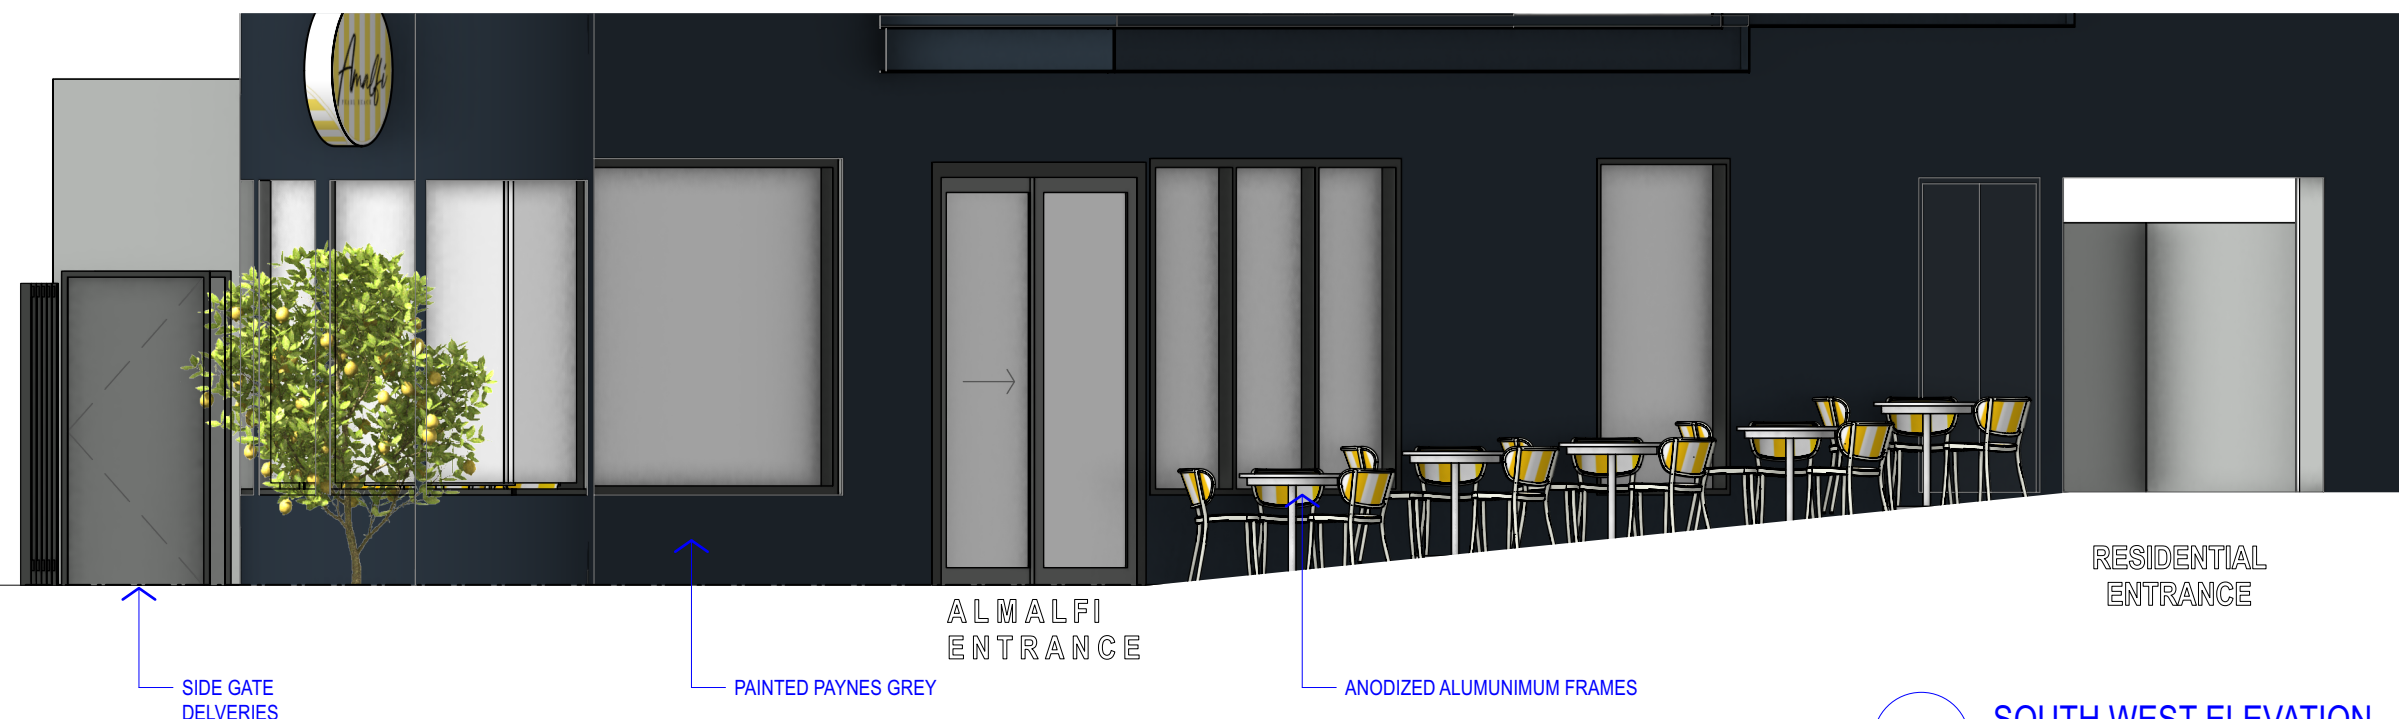 Amalfi
ALMALFI
ENTRANCE
RESIDENTIAL
ENTRANCE
SIDE GATE
DELVERIES
PAINTED PAYNES GREY
ANODIZED ALUMUNIMUM FRAMES
SOUTH WEST ELEVATION